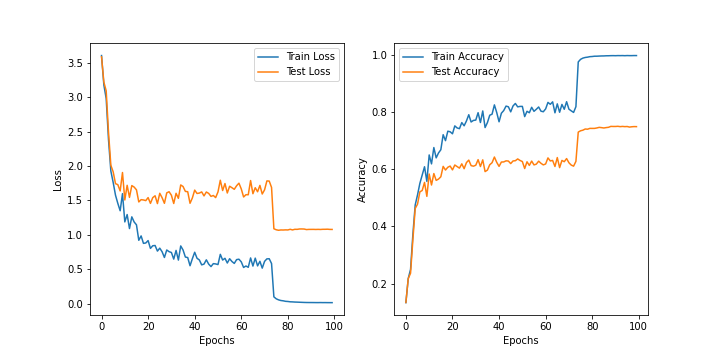 Train Loss
Test Loss
3.5
3.0
2.5
2.0
1.5
1.0
0.5
0.0
Loss
0 20 40 60 80 100
Epochs
Train Accuracy
Test Accuracy
1.0
0.8
0.6
0.4
0.2
Accuracy
0 20 40 60 80 100
Epochs